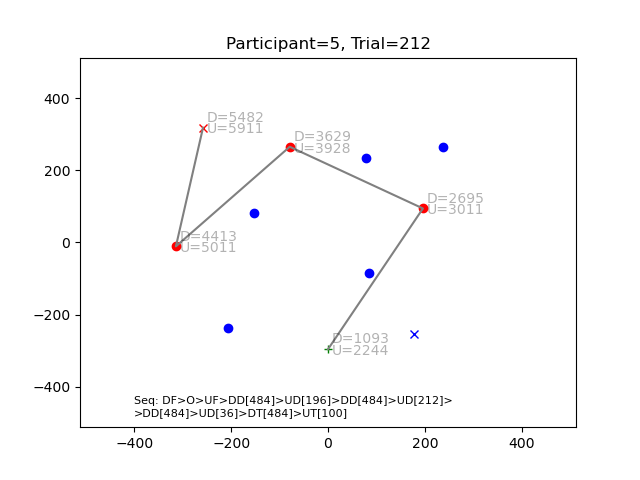 Participant=5, Trial=212
D=5482
U=5911
D=3629
U=3928
D=2695
U=3011
D=4413
U=5011
D=1093
U=2244
Seq: DF>O>UF>DD[484]>UD[196]>DD[484]>UD[212]>
>DD[484]>UD[36]>DT[484]>UT[100]
400
200
0
−200
−400
−400
−200
0
200
400